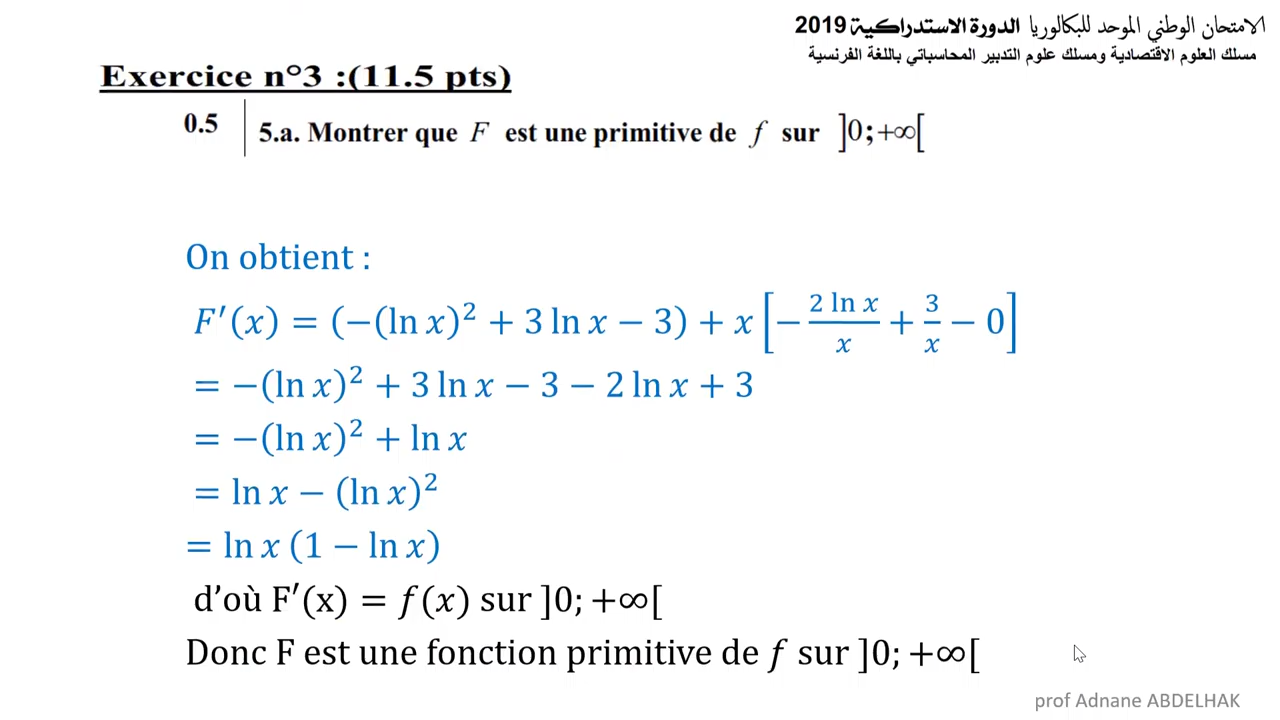 الامتحان الوطني الموحد للبكالوريا الدورة الاستدراكية 2019
مسلك العلوم الاقتصادية ومسلك علوم التدبير المحاسباتي باللغة الفرنسية
Exercice n°3 :(11.5 pts)
0.5 5.a. Montrer que F est une primitive de f sur ]0;+∞[
On obtient :
F′(x) = (−(ln x)² + 3 ln x − 3) + x [− 2 ln x / x + 3/x − 0]
= −(ln x)² + 3 ln x − 3 − 2 ln x + 3
= −(ln x)² + ln x
= ln x − (ln x)²
= ln x (1 − ln x)
d’où F′(x) = f(x) sur ]0; +∞[
Donc F est une fonction primitive de f sur ]0; +∞[
prof Adnane ABDELHAK